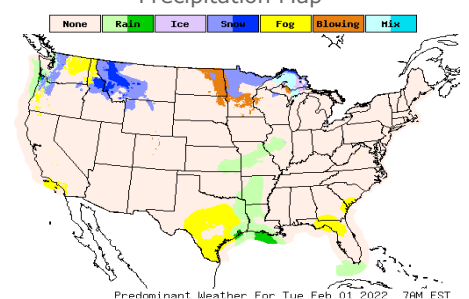 Precipitation Map
None Rain Ice Snow Fog Blowing Mix
Predominant Weather For Tue Feb 01 2022 7AM EST